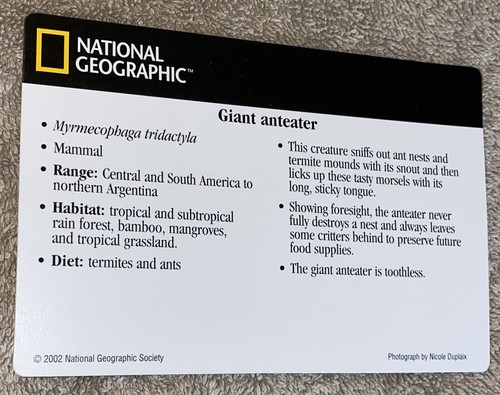 NATIONAL
GEOGRAPHIC™
Giant anteater
• Myrmecophaga tridactyla
• Mammal
• Range: Central and South America to
northern Argentina
• Habitat: tropical and subtropical
rain forest, bamboo, mangroves,
and tropical grassland.
• Diet: termites and ants
• This creature sniffs out ant nests and
termite mounds with its snout and then
licks up these tasty morsels with its
long, sticky tongue.
• Showing foresight, the anteater never
fully destroys a nest and always leaves
some critters behind to preserve future
food supplies.
• The giant anteater is toothless.
© 2002 National Geographic Society
Photograph by Nicole Duplaix